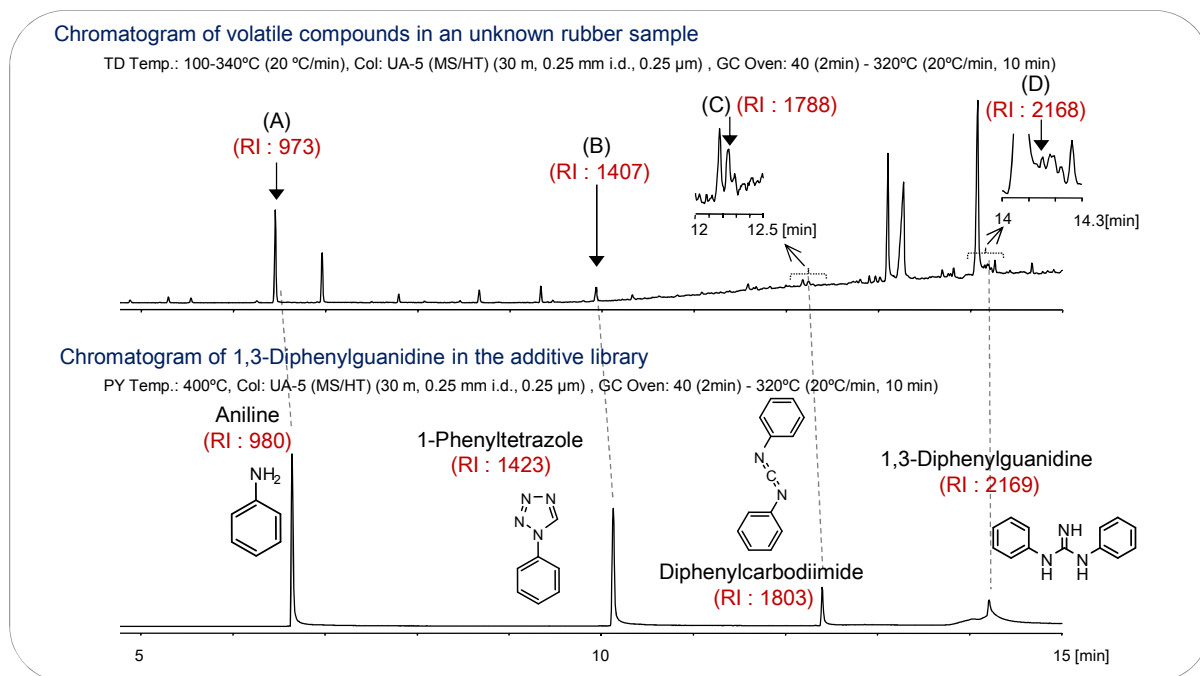 Chromatogram of volatile compounds in an unknown rubber sample
TD Temp.: 100-340ºC (20 ºC/min), Col: UA-5 (MS/HT) (30 m, 0.25 mm i.d., 0.25 µm) , GC Oven: 40 (2min) - 320ºC (20ºC/min, 10 min)
(A)
(RI : 973)
(B)
(RI : 1407)
(C) (RI : 1788)
12 12.5 [min]
(D)
(RI : 2168)
14 14.3[min]
Chromatogram of 1,3-Diphenylguanidine in the additive library
PY Temp.: 400ºC, Col: UA-5 (MS/HT) (30 m, 0.25 mm i.d., 0.25 µm) , GC Oven: 40 (2min) - 320ºC (20ºC/min, 10 min)
Aniline
(RI : 980)
NH2
1-Phenyltetrazole
(RI : 1423)
N N
N
N
N
C
N
Diphenylcarbodiimide
(RI : 1803)
1,3-Diphenylguanidine
(RI : 2169)
NH
N N
H H
5 10 15 [min]